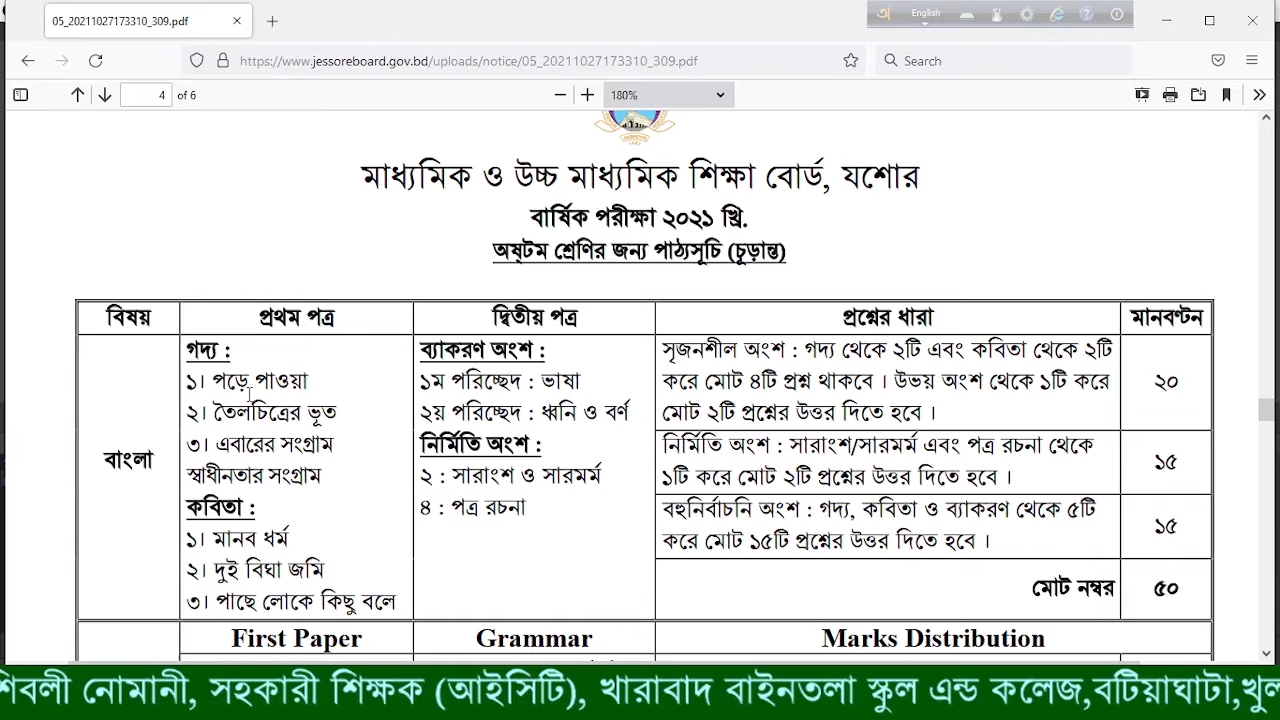 05_20211027173310_309.pdf
English
https://www.jessoreboard.gov.bd/uploads/notice/05_20211027173310_309.pdf
Search
4 of 6
180%
মাধ্যমিক ও উচ্চ মাধ্যমিক শিক্ষা বোর্ড, যশোর
বার্ষিক পরীক্ষা ২০২১ খ্রি.
অষ্টম শ্রেণির জন্য পাঠ্যসূচি (চূড়ান্ত)
বিষয় প্রথম পত্র দ্বিতীয় পত্র প্রশ্নের ধারা মানবণ্টন
বাংলা
গদ্য :
১। পড়ে পাওয়া
২। তৈলচিত্রের ভূত
৩। এবারের সংগ্রাম
স্বাধীনতার সংগ্রাম
কবিতা :
১। মানব ধর্ম
২। দুই বিঘা জমি
৩। পাছে লোকে কিছু বলে
ব্যাকরণ অংশ :
১ম পরিচ্ছেদ : ভাষা
২য় পরিচ্ছেদ : ধ্বনি ও বর্ণ
নির্মিতি অংশ :
২ : সারাংশ ও সারমর্ম
৪ : পত্র রচনা
সৃজনশীল অংশ : গদ্য থেকে ২টি এবং কবিতা থেকে ২টি
করে মোট ৪টি প্রশ্ন থাকবে। উভয় অংশ থেকে ১টি করে
মোট ২টি প্রশ্নের উত্তর দিতে হবে।
২০
নির্মিতি অংশ : সারাংশ/সারমর্ম এবং পত্র রচনা থেকে
১টি করে মোট ২টি প্রশ্নের উত্তর দিতে হবে।
১৫
বহুনির্বাচনি অংশ : গদ্য, কবিতা ও ব্যাকরণ থেকে ৫টি
করে মোট ১৫টি প্রশ্নের উত্তর দিতে হবে।
১৫
মোট নম্বর ৫০
First Paper Grammar Marks Distribution
শিবলী নোমানী, সহকারী শিক্ষক (আইসিটি), খারাবাদ বাইনতলা স্কুল এন্ড কলেজ,বটিয়াঘাটা,খুল